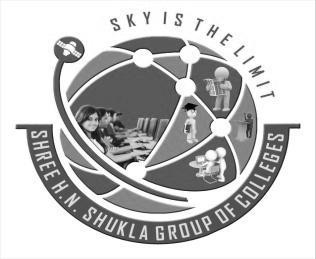 SKY IS THE LIMIT
SHREE H.N. SHUKLA GROUP OF COLLEGES